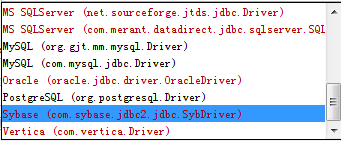 MS SQLServer (net.sourceforge.jtds.jdbc.Driver)
MS SQLServer (com.merant.datadirect.jdbc.sqlserver.SQL
MySQL (org.gjt.mm.mysql.Driver)
MySQL (com.mysql.jdbc.Driver)
Oracle (oracle.jdbc.driver.OracleDriver)
PostgreSQL (org.postgresql.Driver)
Sybase (com.sybase.jdbc2.jdbc.SybDriver)
Vertica (com.vertica.Driver)